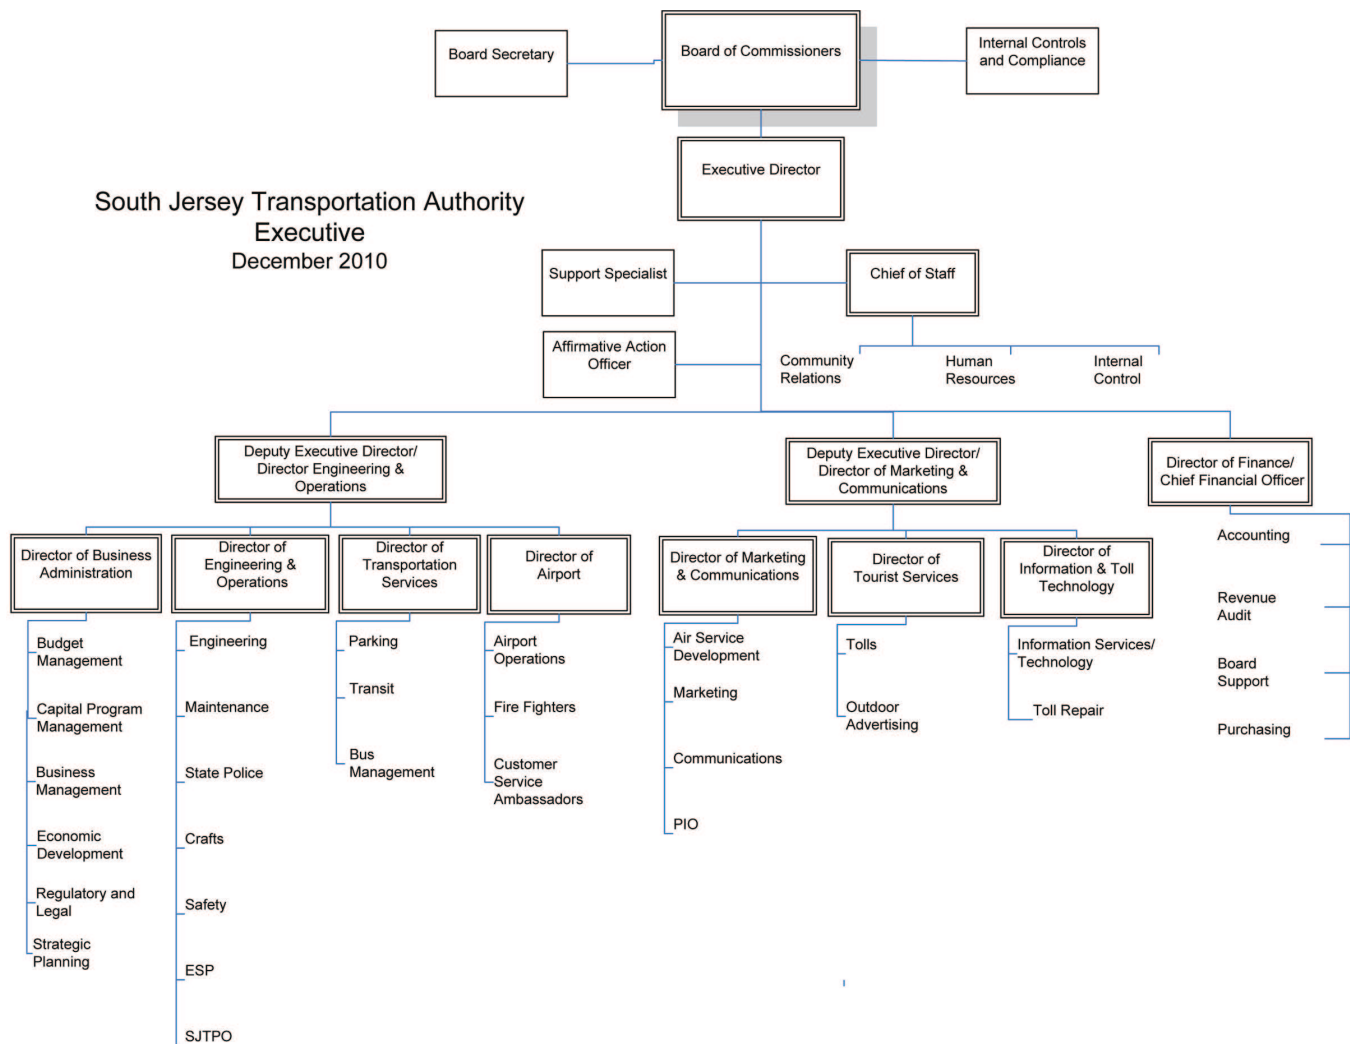 Board Secretary
Board of Commissioners
Internal Controls
and Compliance
Executive Director
South Jersey Transportation Authority
Executive
December 2010
Support Specialist
Chief of Staff
Affirmative Action
Officer
Community
Relations
Human
Resources
Internal
Control
Deputy Executive Director/
Director Engineering &
Operations
Deputy Executive Director/
Director of Marketing &
Communications
Director of Finance/
Chief Financial Officer
Director of Business
Administration
Director of
Engineering &
Operations
Director of
Transportation
Services
Director of
Airport
Director of Marketing
& Communications
Director of
Tourist Services
Director of
Information & Toll
Technology
Budget
Management
Capital Program
Management
Business
Management
Economic
Development
Regulatory and
Legal
Strategic
Planning
Engineering
Maintenance
State Police
Crafts
Safety
ESP
SJTPO
Parking
Transit
Bus
Management
Airport
Operations
Fire Fighters
Customer
Service
Ambassadors
Air Service
Development
Marketing
Communications
PIO
Tolls
Outdoor
Advertising
Information Services/
Technology
Toll Repair
Accounting
Revenue
Audit
Board
Support
Purchasing